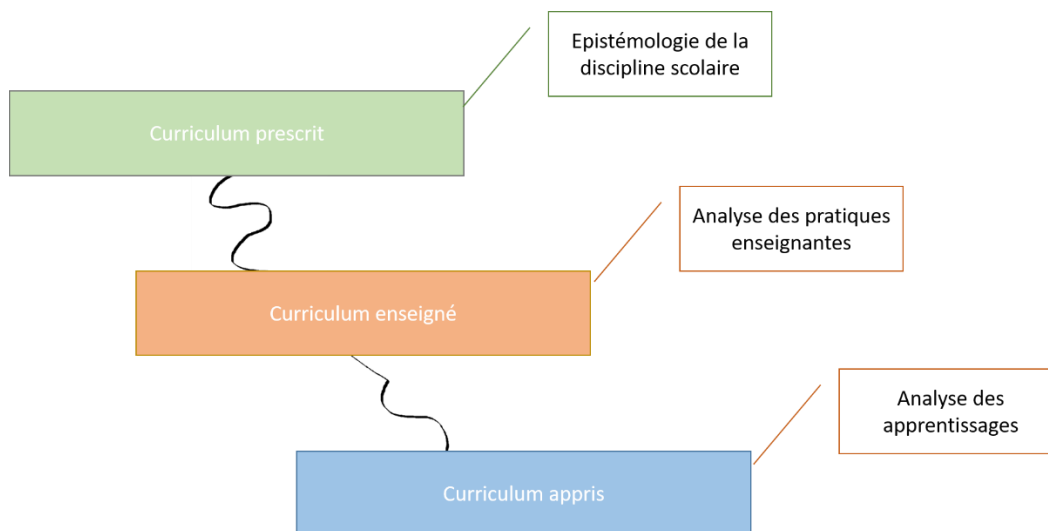 Epistémologie de la
discipline scolaire
Curriculum prescrit
Analyse des pratiques
enseignantes
Curriculum enseigné
Analyse des
apprentissages
Curriculum appris